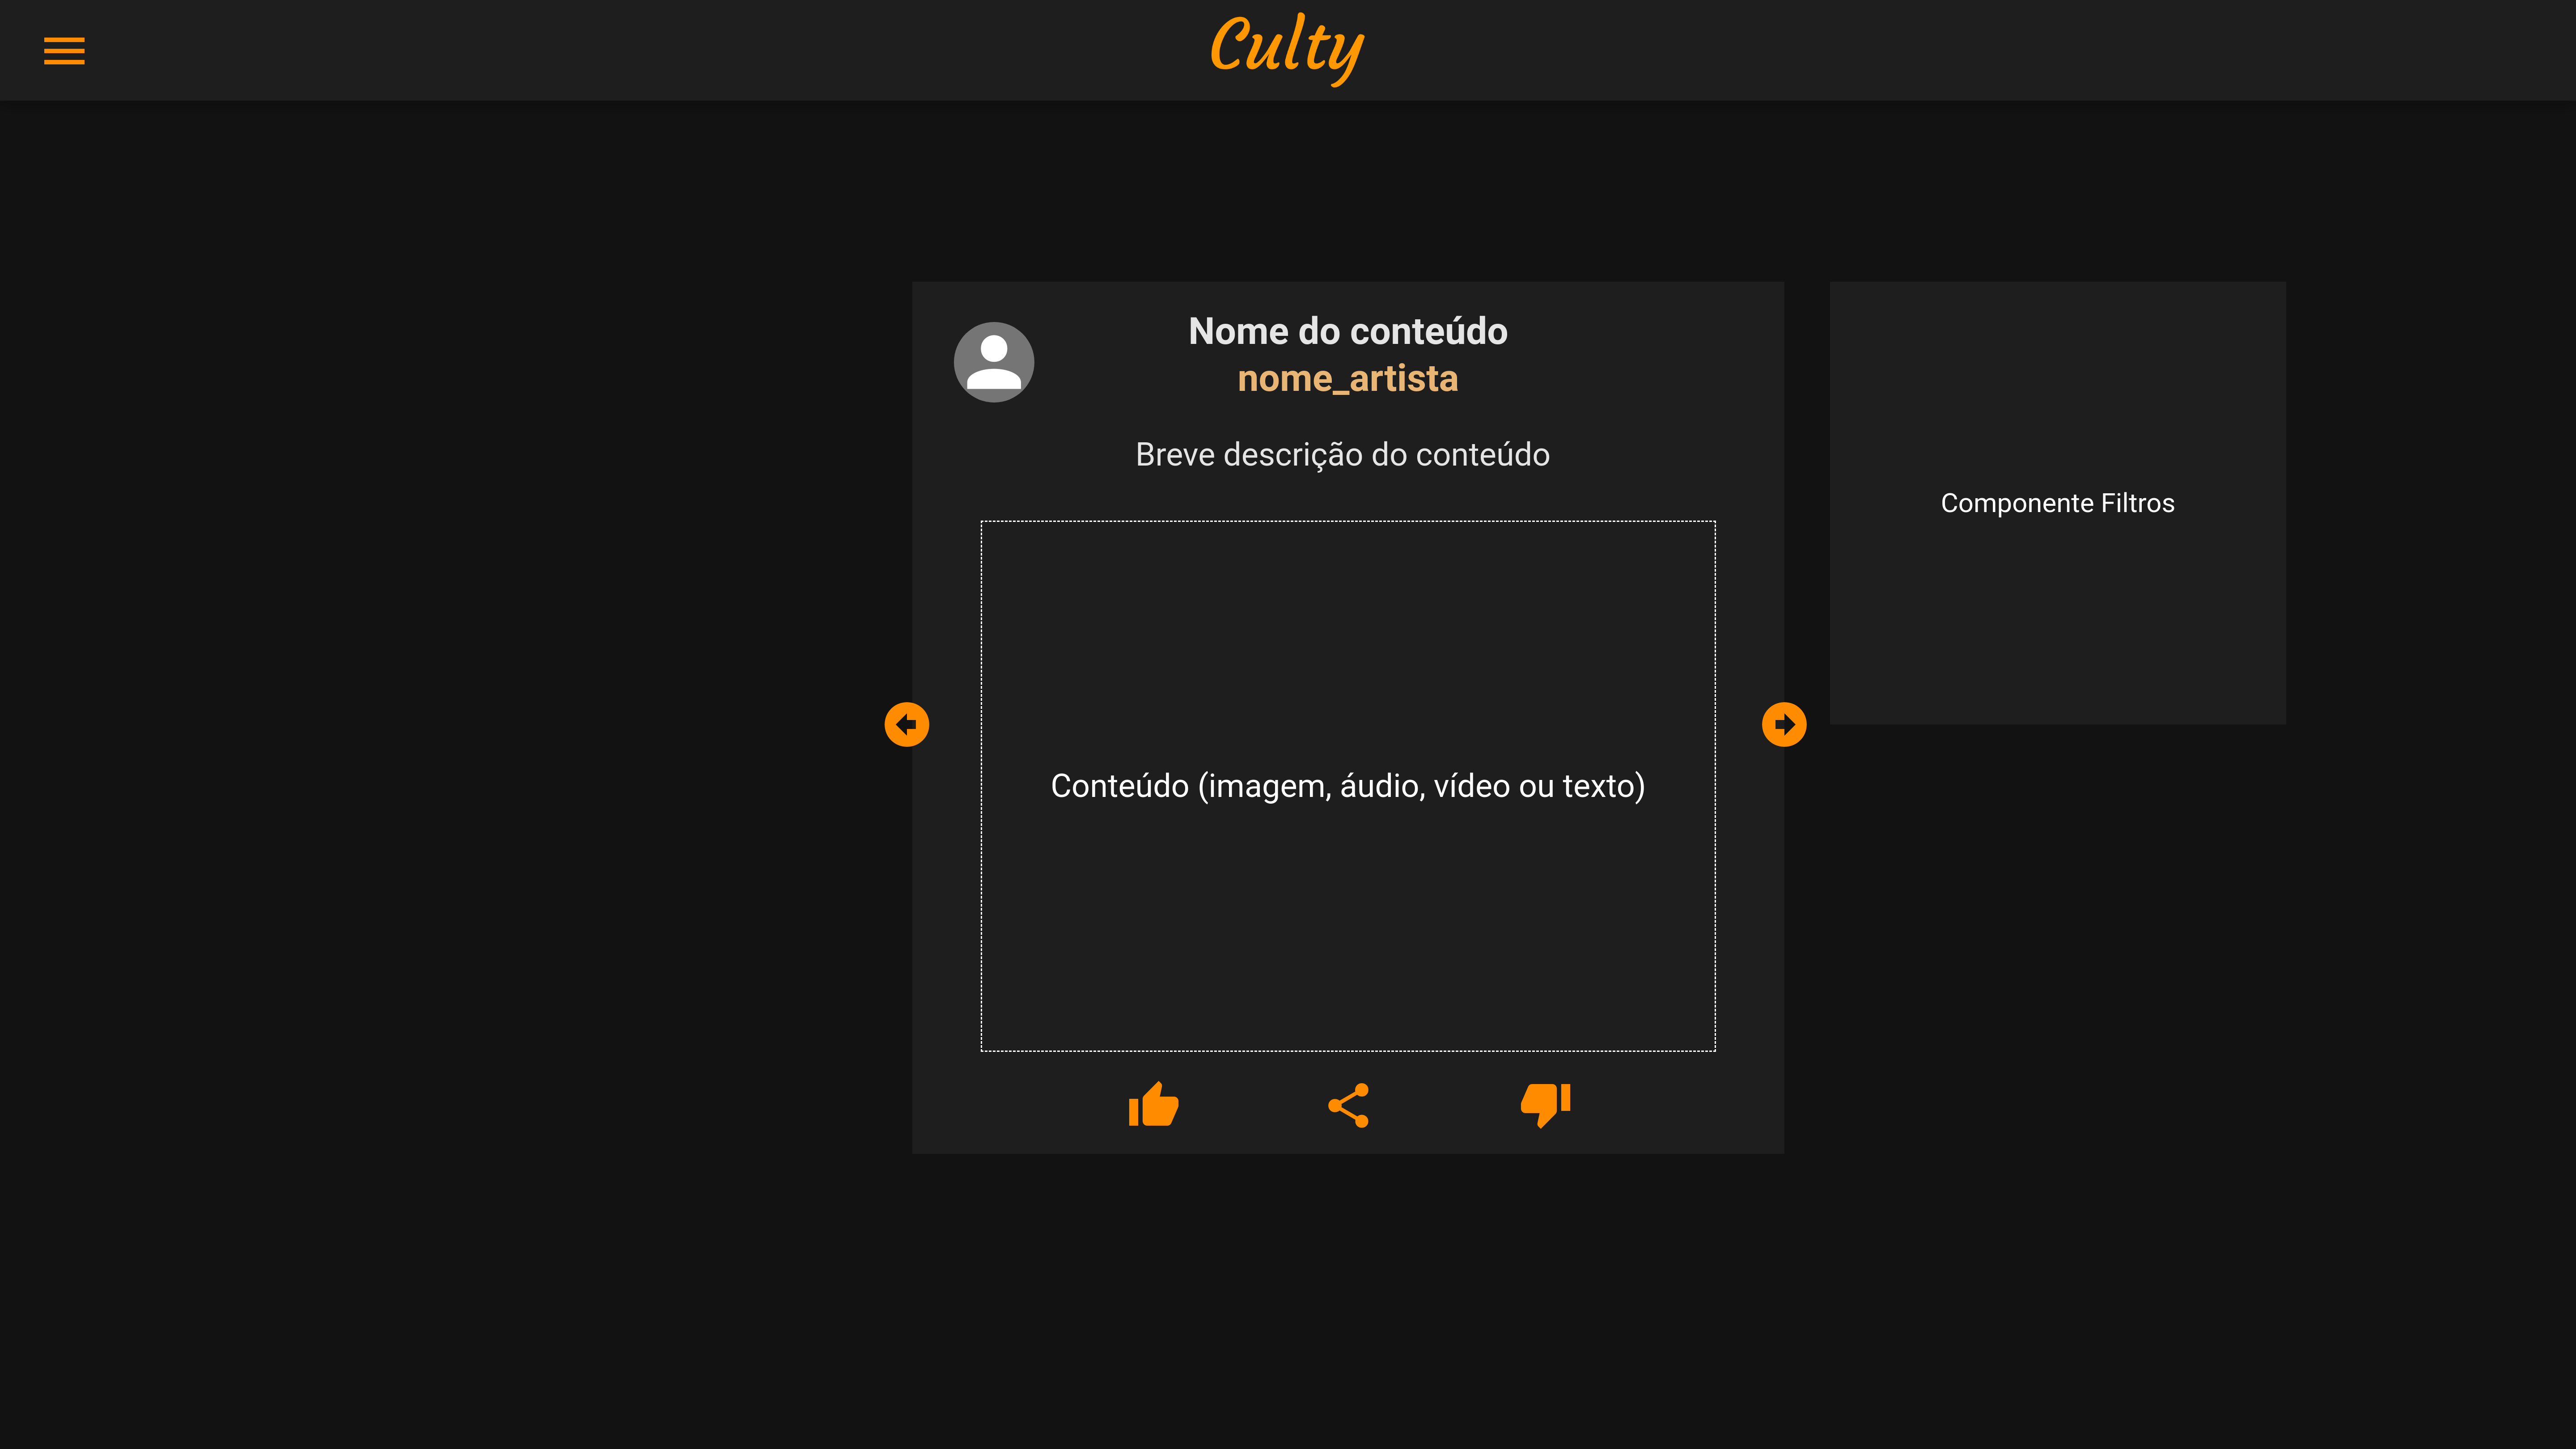 Culty
Nome do conteúdo
nome_artista
Breve descrição do conteúdo
Componente Filtros
Conteúdo (imagem, áudio, vídeo ou texto)